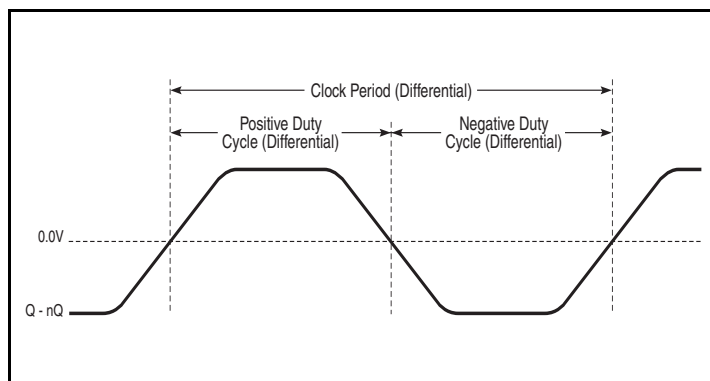 Clock Period (Differential)
Positive Duty
Cycle (Differential)
Negative Duty
Cycle (Differential)
0.0V
Q - nQ